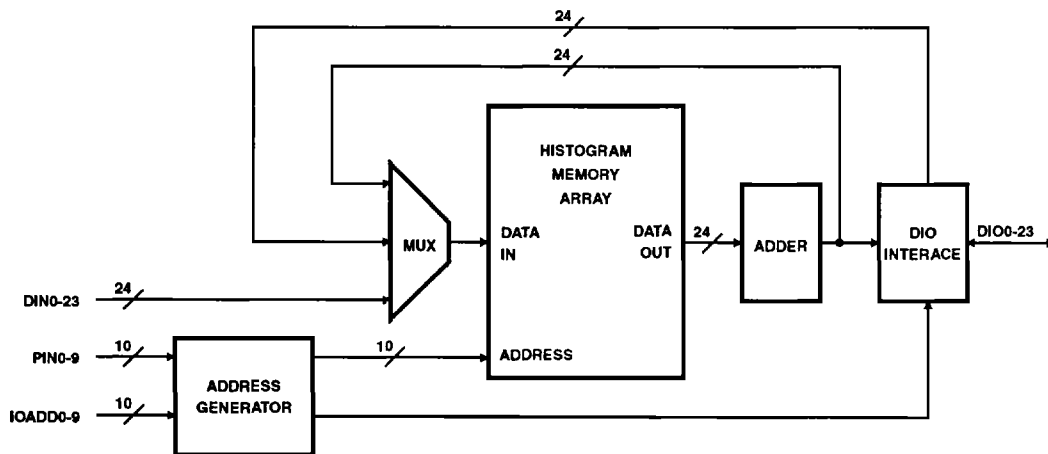 24
24
HISTOGRAM
MEMORY
ARRAY
MUX
DATA
IN
DATA
OUT
24
ADDER
DIO
INTERACE
DIO0-23
DIN0-23
24
PIN0-9
10
10
ADDRESS
ADDRESS
GENERATOR
IOADD0-9
10